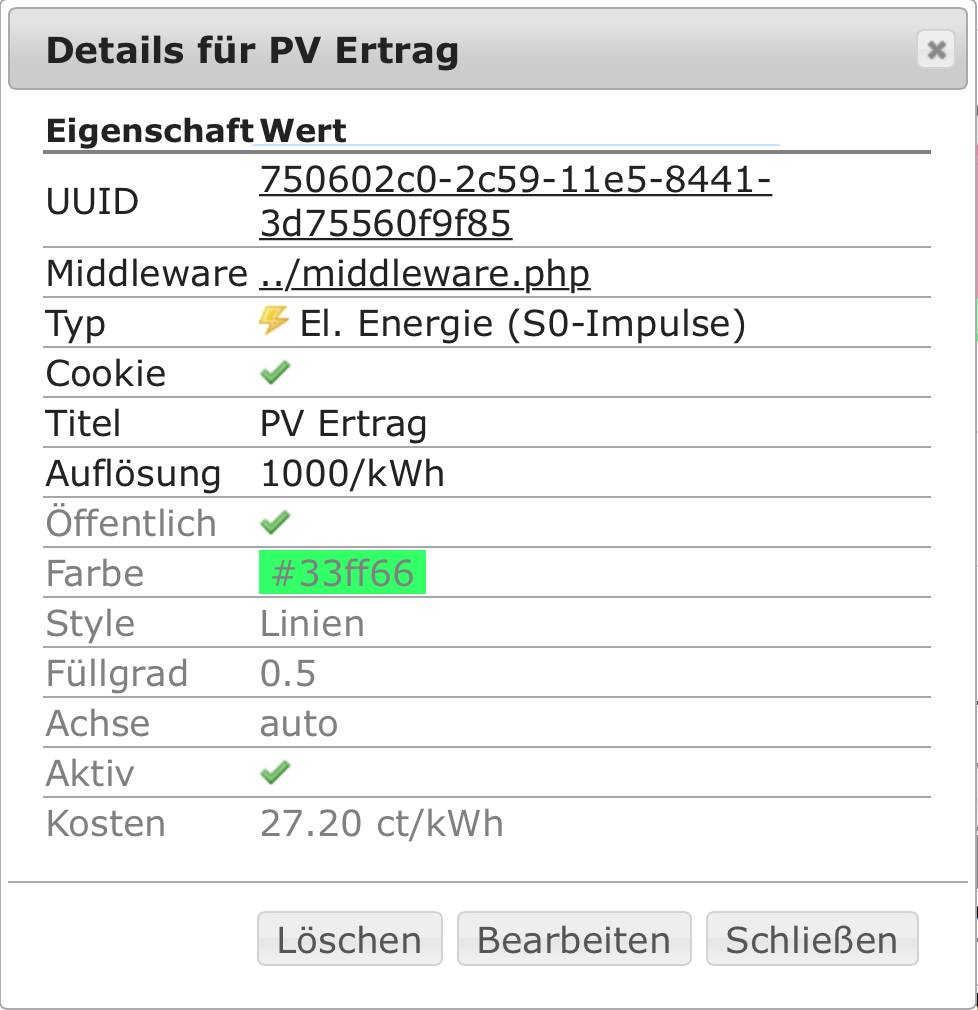 Details für PV Ertrag
Eigenschaft Wert
UUID 750602c0-2c59-11e5-8441-
3d75560f9f85
Middleware ../middleware.php
Typ El. Energie (S0-Impulse)
Cookie
Titel PV Ertrag
Auflösung 1000/kWh
Öffentlich
Farbe #33ff66
Style Linien
Füllgrad 0.5
Achse auto
Aktiv
Kosten 27.20 ct/kWh
Löschen Bearbeiten Schließen